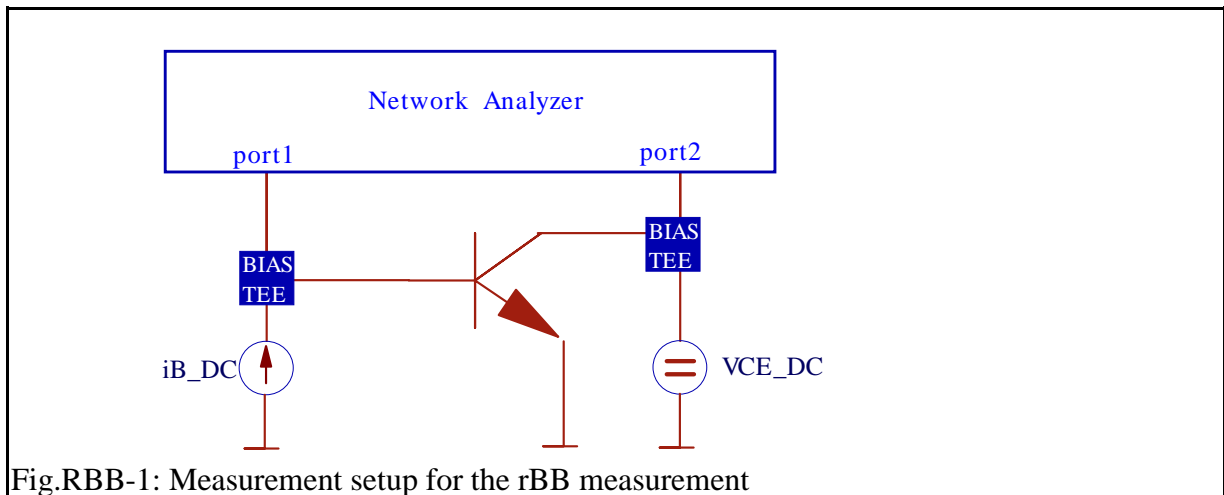 Network Analyzer
port1
port2
BIAS
TEE
BIAS
TEE
iB_DC
VCE_DC
Fig.RBB-1: Measurement setup for the rBB measurement